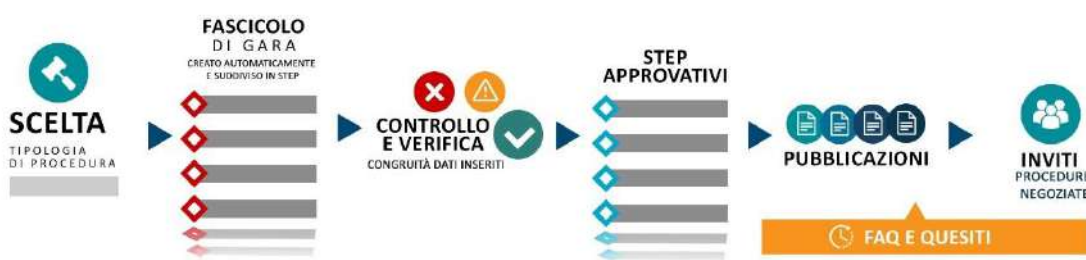 SCELTA
TIPOLOGIA
DI PROCEDURA
FASCICOLO
DI GARA
CREATO AUTOMATICAMENTE
E SUDDIVISO IN STEP
CONTROLLO
E VERIFICA
CONGRUITÀ DATI INSERITI
STEP
APPROVATIVI
PUBBLICAZIONI
INVITI
PROCEDURE
NEGOZIATE
FAQ E QUESITI